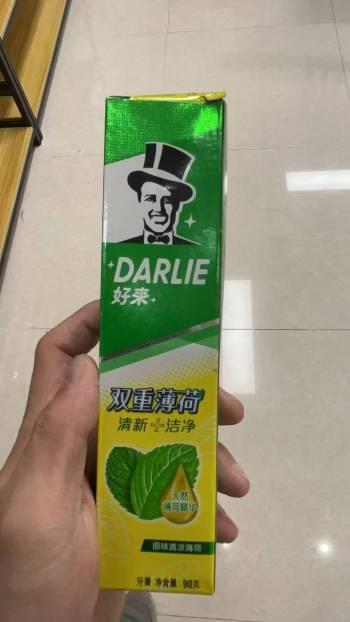 DARLIE
好来
双重薄荷
清新+洁净
天然
薄荷精华
原味清凉薄荷
牙膏 净含量: 90克